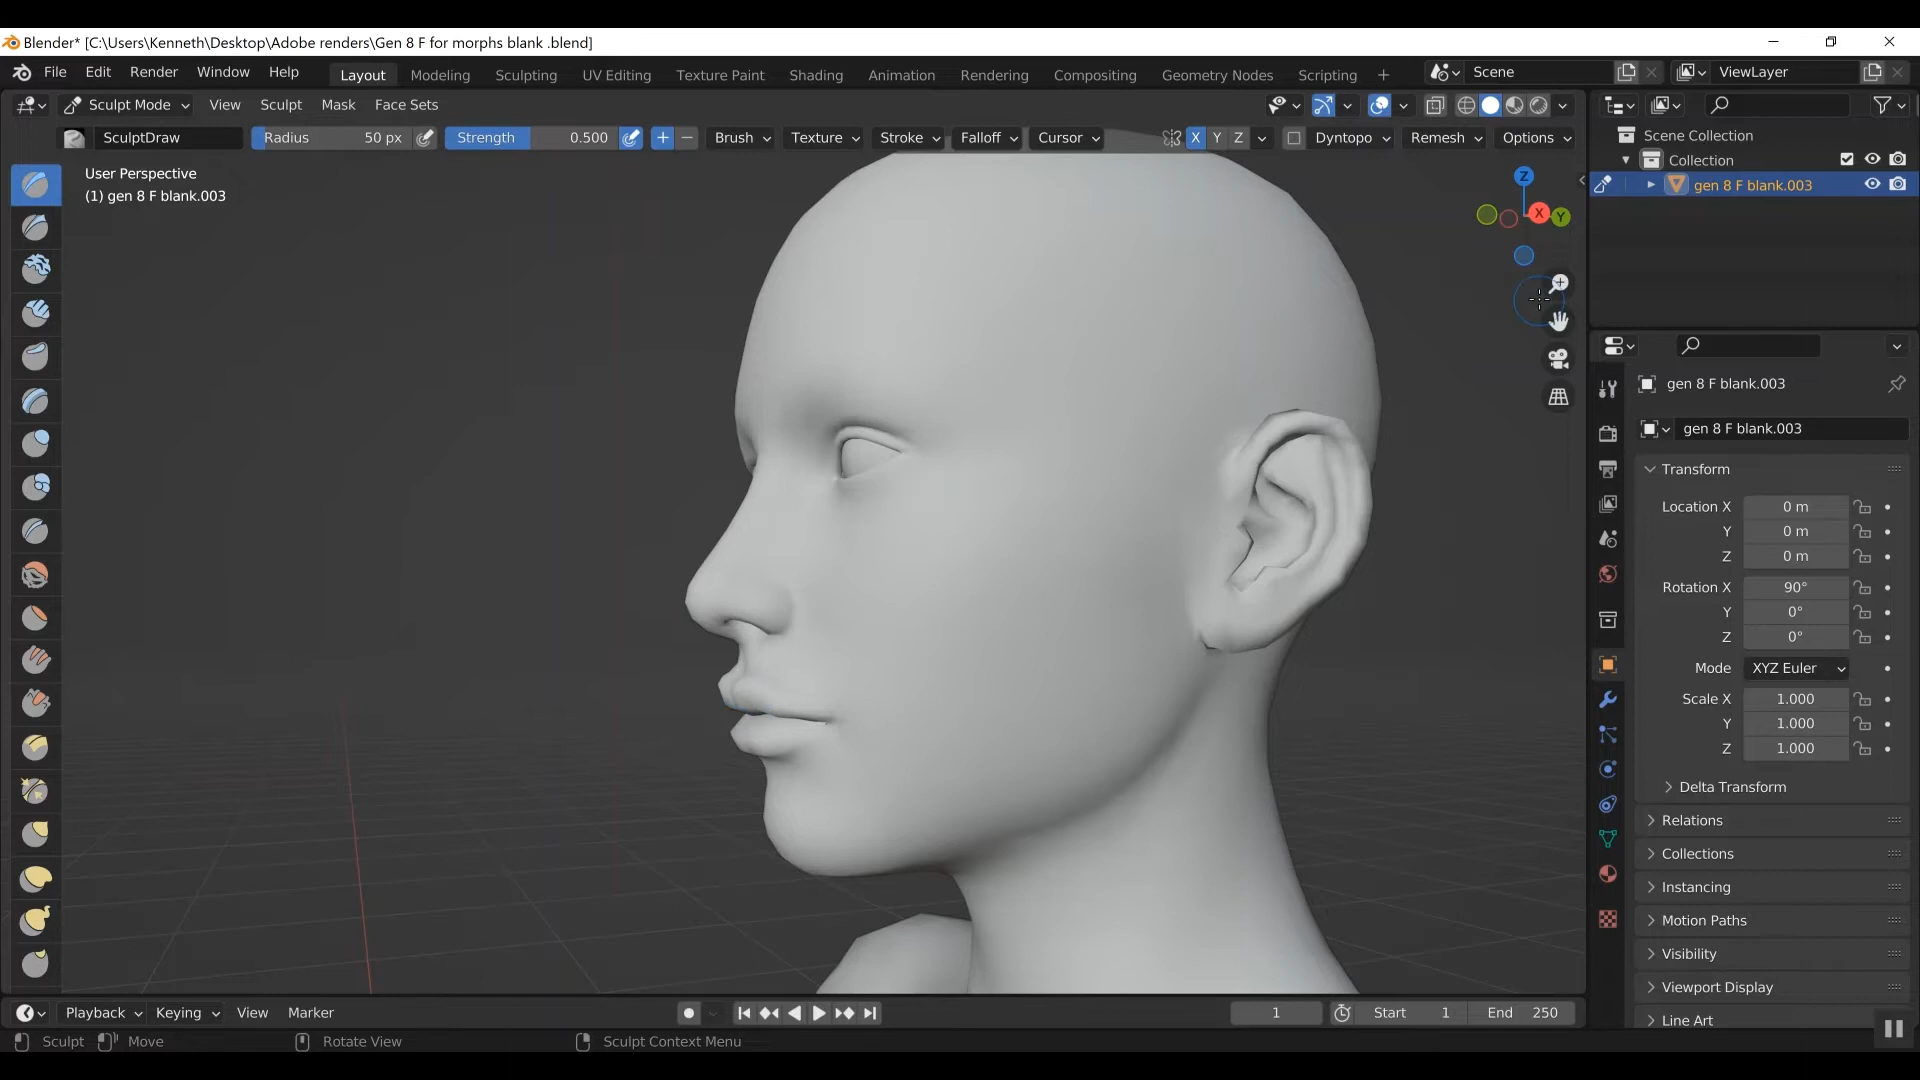 Blender* [C:\Users\Kenneth\Desktop\Adobe renders\Gen 8 F for morphs blank .blend]
File Edit Render Window Help Layout Modeling Sculpting UV Editing Texture Paint Shading Animation Rendering Compositing Geometry Nodes Scripting + Scene ViewLayer
Sculpt Mode View Sculpt Mask Face Sets
SculptDraw Radius 50 px Strength 0.500 + - Brush Texture Stroke Falloff Cursor X Y Z Dyntopo Remesh Options
User Perspective
(1) gen 8 F blank.003
Z
X
Y
Scene Collection
Collection
gen 8 F blank.003
gen 8 F blank.003
gen 8 F blank.003
Transform
Location X 0 m
Y 0 m
Z 0 m
Rotation X 90°
Y 0°
Z 0°
Mode XYZ Euler
Scale X 1.000
Y 1.000
Z 1.000
Delta Transform
Relations
Collections
Instancing
Motion Paths
Visibility
Viewport Display
Line Art
Playback Keying View Marker 1 Start 1 End 250
Sculpt Move Rotate View Sculpt Context Menu